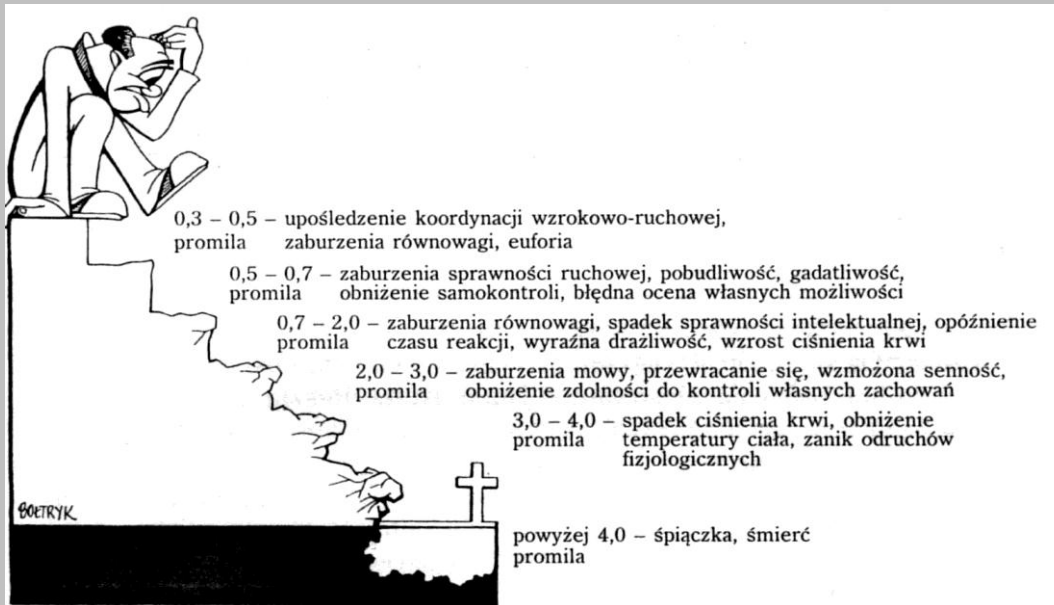 0,3 – 0,5 – upośledzenie koordynacji wzrokowo-ruchowej,
promila zaburzenia równowagi, euforia
0,5 – 0,7 – zaburzenia sprawności ruchowej, pobudliwość, gadatliwość,
promila obniżenie samokontroli, błędna ocena własnych możliwości
0,7 – 2,0 – zaburzenia równowagi, spadek sprawności intelektualnej, opóźnienie
promila czasu reakcji, wyraźna drażliwość, wzrost ciśnienia krwi
2,0 – 3,0 – zaburzenia mowy, przewracanie się, wzmożona senność,
promila obniżenie zdolności do kontroli własnych zachowań
3,0 – 4,0 – spadek ciśnienia krwi, obniżenie
promila temperatury ciała, zanik odruchów
fizjologicznych
BOŁTRYK
powyżej 4,0 – śpiączka, śmierć
promila